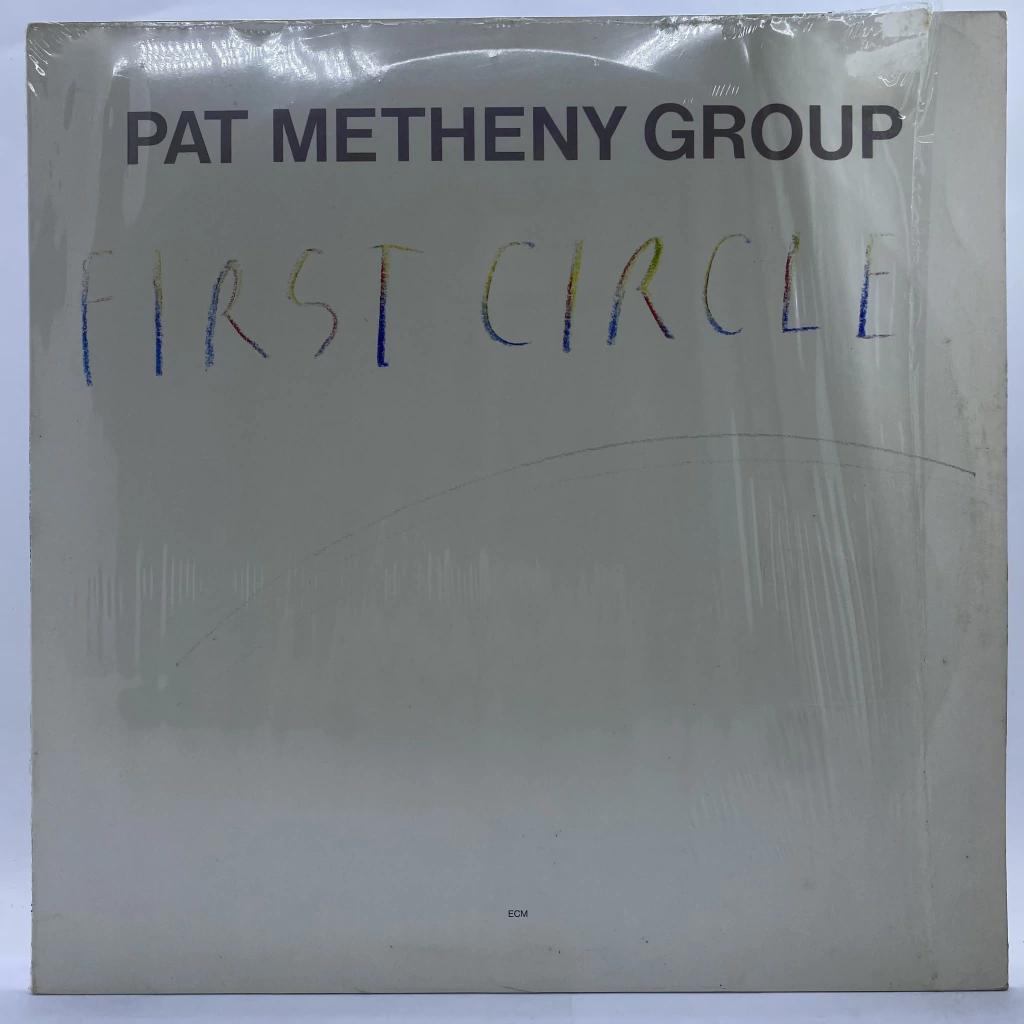 PAT METHENY GROUP
FIRST CIRCLE
ECM